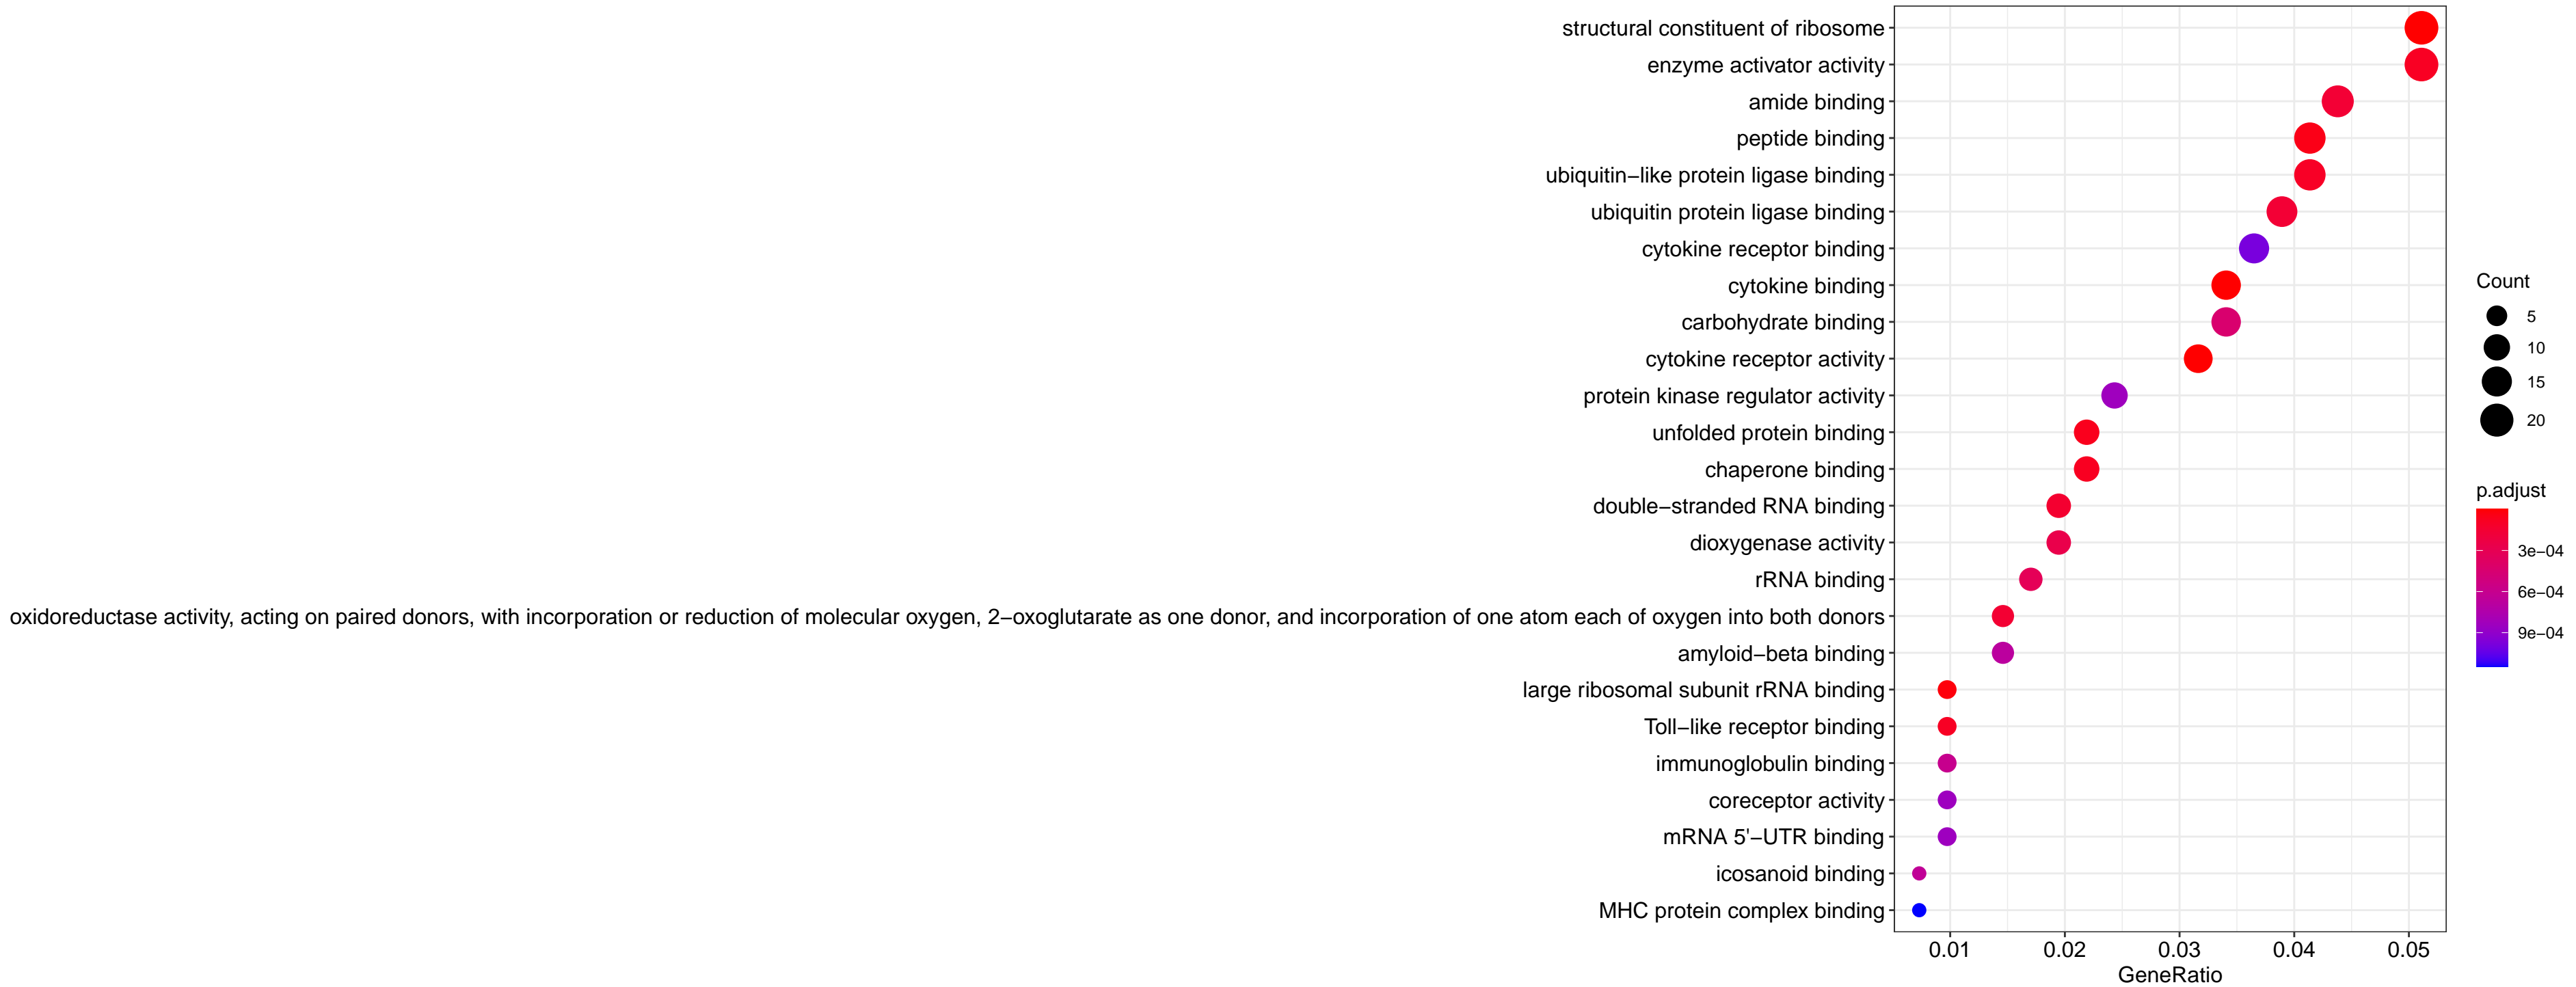 structural constituent of ribosome
enzyme activator activity
amide binding
peptide binding
ubiquitin−like protein ligase binding
ubiquitin protein ligase binding
cytokine receptor binding
cytokine binding
carbohydrate binding
cytokine receptor activity
protein kinase regulator activity
unfolded protein binding
chaperone binding
double−stranded RNA binding
dioxygenase activity
rRNA binding
oxidoreductase activity, acting on paired donors, with incorporation or reduction of molecular oxygen, 2−oxoglutarate as one donor, and incorporation of one atom each of oxygen into both donors
amyloid−beta binding
large ribosomal subunit rRNA binding
Toll−like receptor binding
immunoglobulin binding
coreceptor activity
mRNA 5'−UTR binding
icosanoid binding
MHC protein complex binding
0.01 0.02 0.03 0.04 0.05
GeneRatio
Count
5
10
15
20
p.adjust
3e−04
6e−04
9e−04